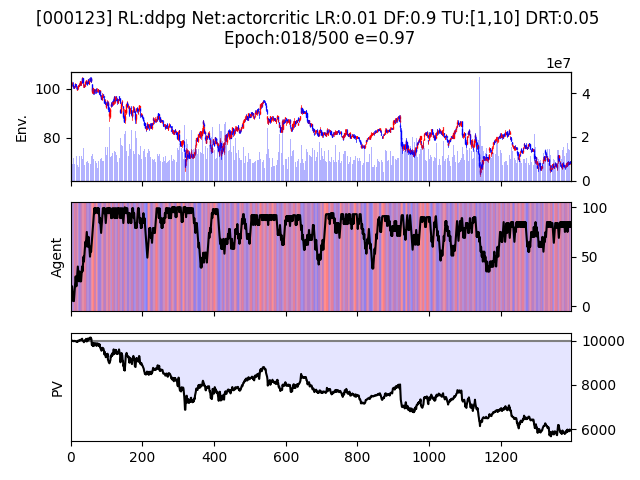 [000123] RL:ddpg Net:actorcritic LR:0.01 DF:0.9 TU:[1,10] DRT:0.05
Epoch:018/500 e=0.97
1e7
100
80
Env.
4
2
0
Agent
100
50
0
PV
10000
8000
6000
0 200 400 600 800 1000 1200